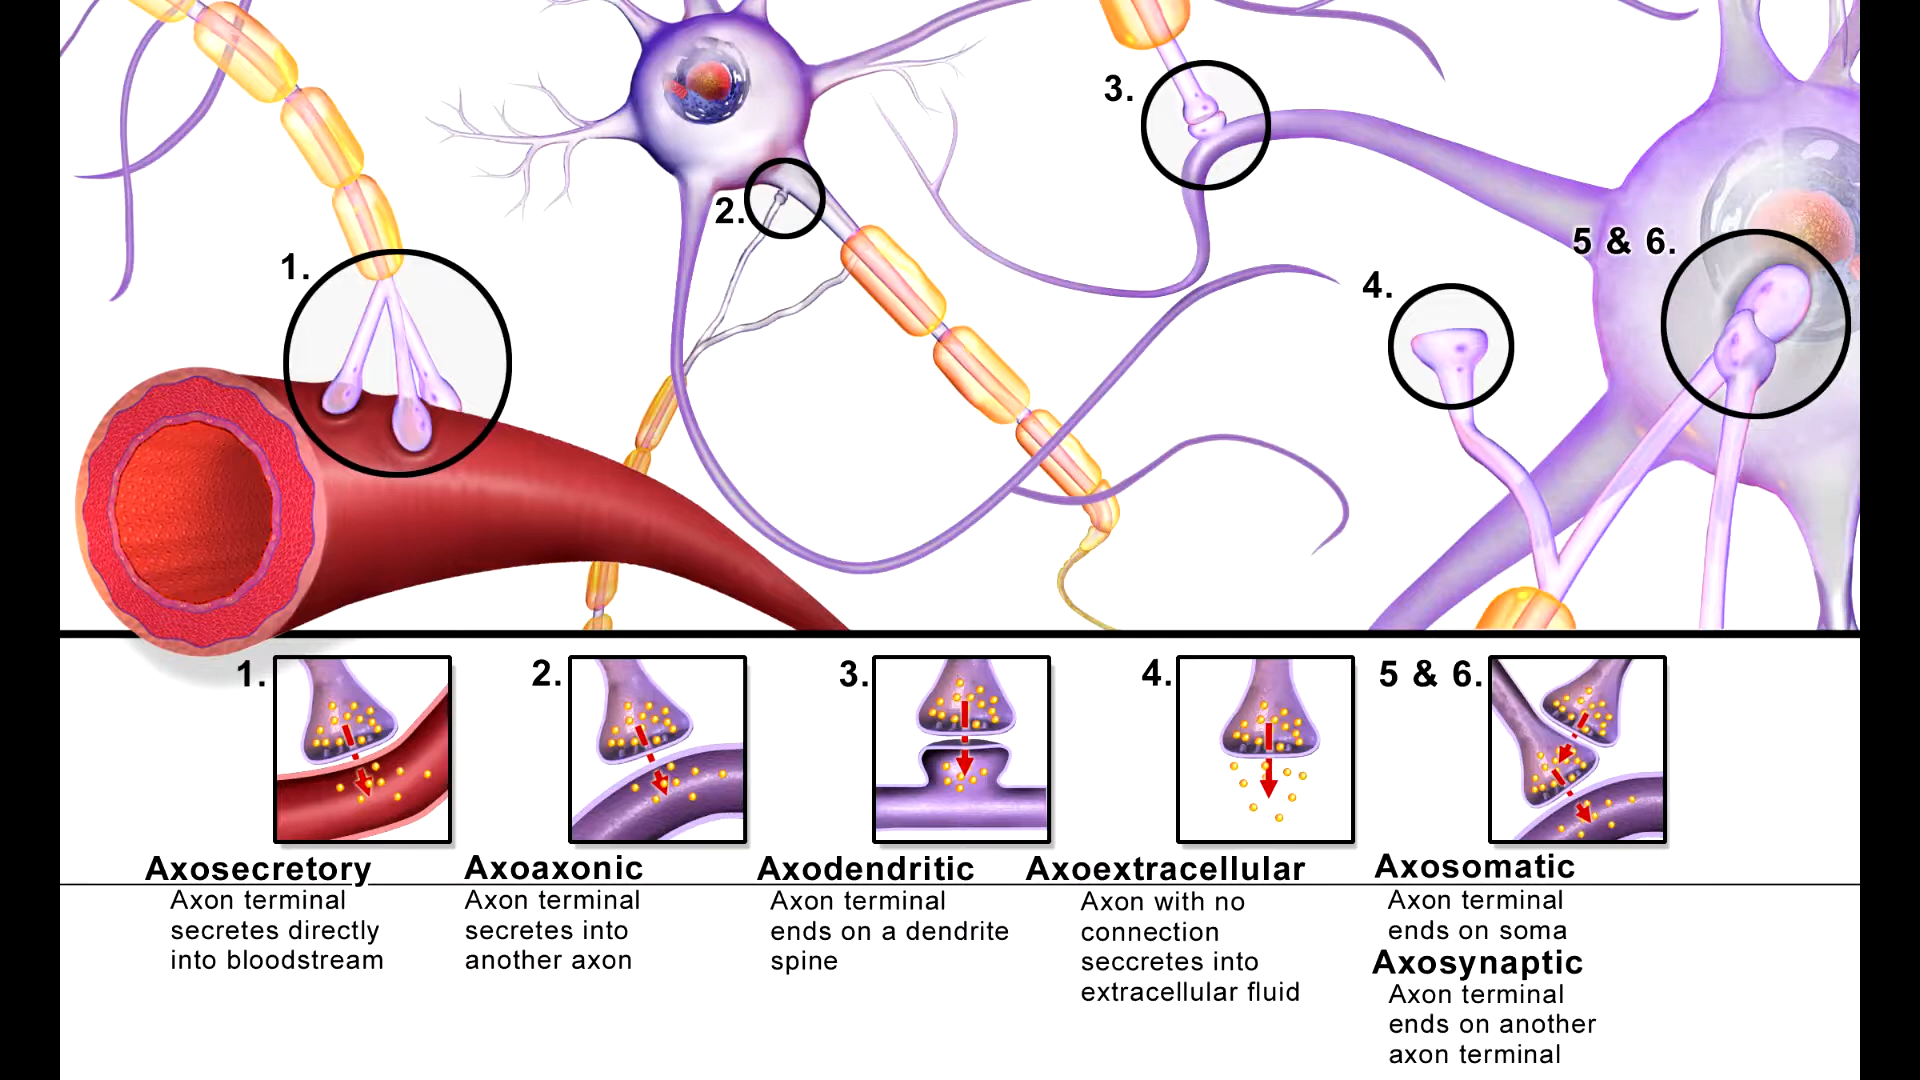 1.
2.
3.
4.
5 & 6.
1.
2.
3.
4.
5 & 6.
Axosecretory
Axon terminal
secretes directly
into bloodstream
Axoaxonic
Axon terminal
secretes into
another axon
Axodendritic
Axon terminal
ends on a dendrite
spine
Axoextracellular
Axon with no
connection
seccretes into
extracellular fluid
Axosomatic
Axon terminal
ends on soma
Axosynaptic
Axon terminal
ends on another
axon terminal